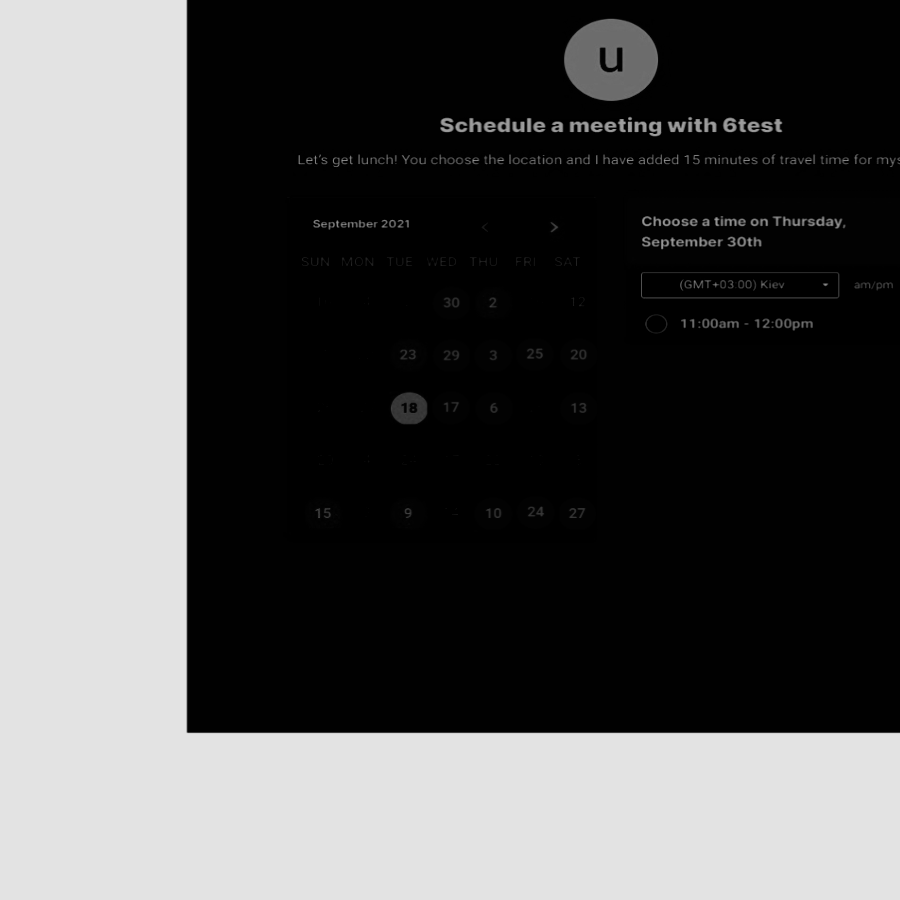 u
Schedule a meeting with 6test
Let's get lunch! You choose the location and I have added 15 minutes of travel time for mys
September 2021
SUN MON TUE WED THU FRI SAT
30 2 12
23 29 3 25 20
18 17 6 13
15 9 10 24 27
Choose a time on Thursday,
September 30th
(GMT+03:00) Kiev am/pm
11:00am - 12:00pm